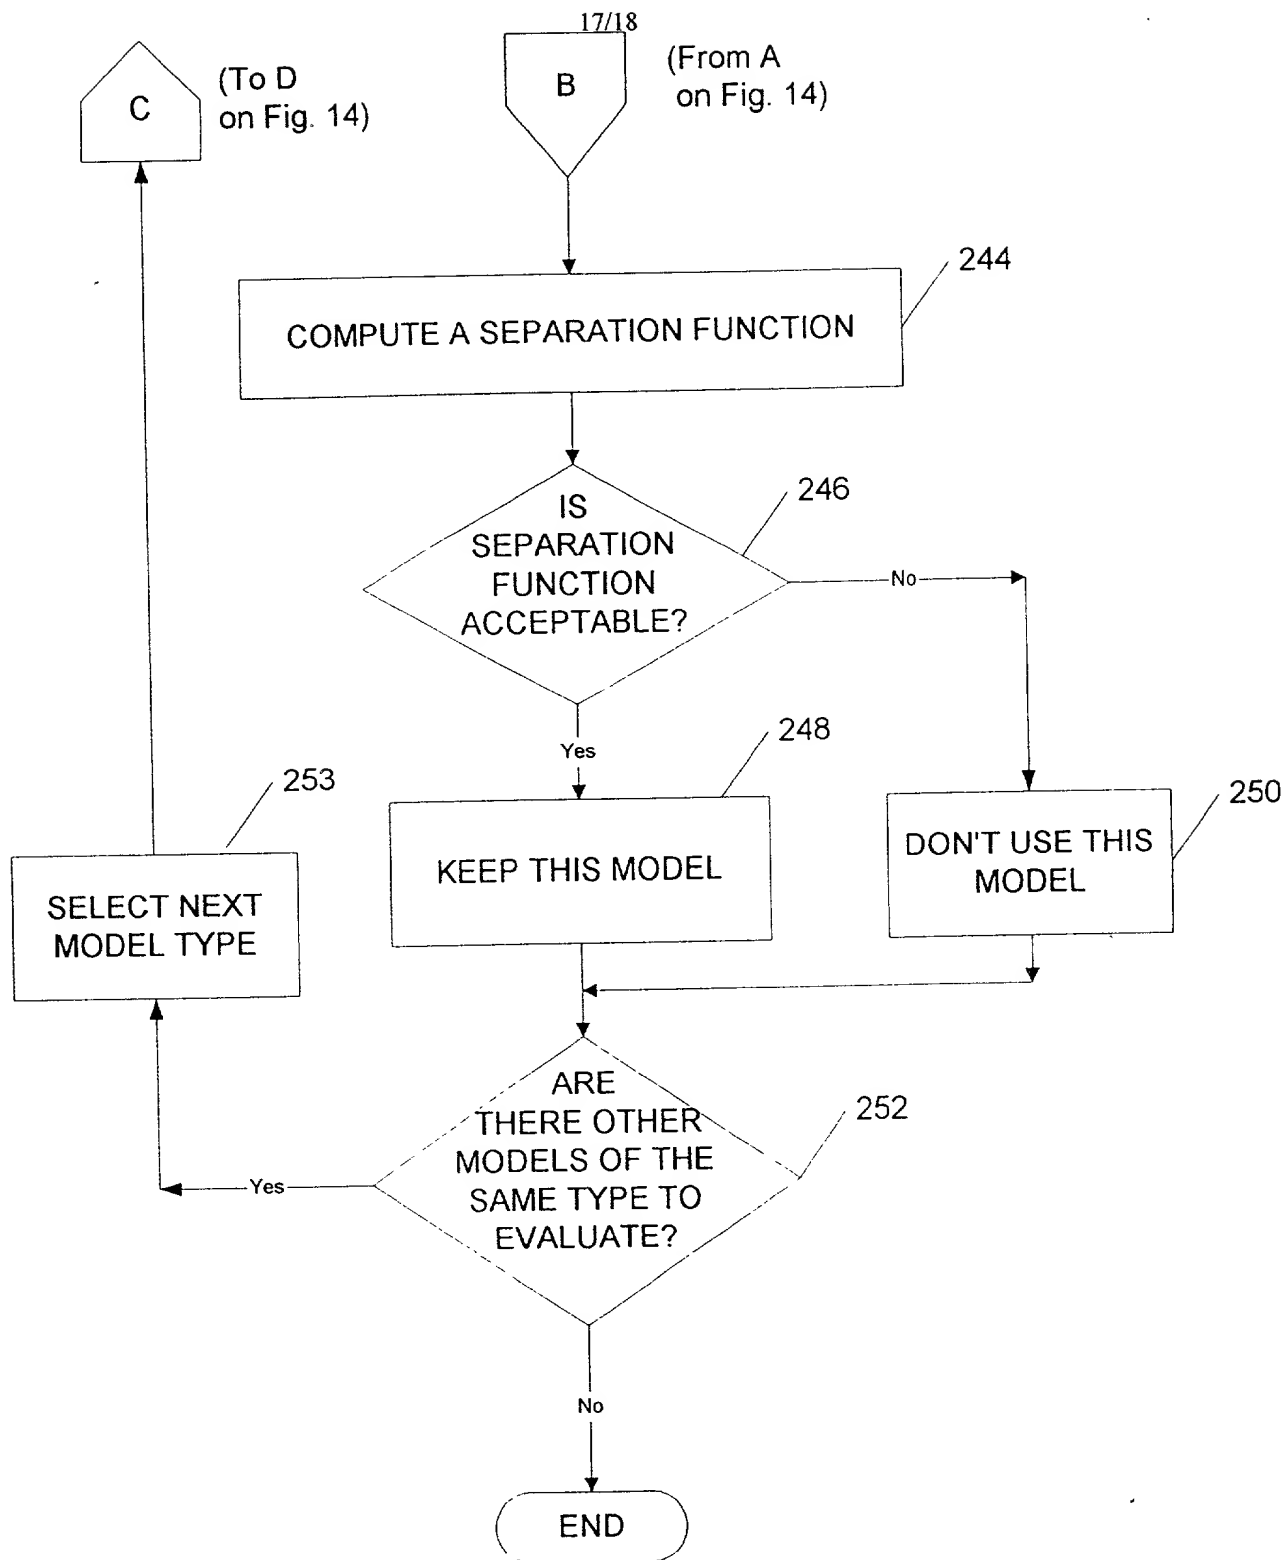 17/18
C
(To D
on Fig. 14)
B
(From A
on Fig. 14)
244
COMPUTE A SEPARATION FUNCTION
246
IS
SEPARATION
FUNCTION
ACCEPTABLE?
No
Yes
248
253
250
KEEP THIS MODEL
DON'T USE THIS
MODEL
SELECT NEXT
MODEL TYPE
ARE
THERE OTHER
MODELS OF THE
SAME TYPE TO
EVALUATE?
252
Yes
No
END